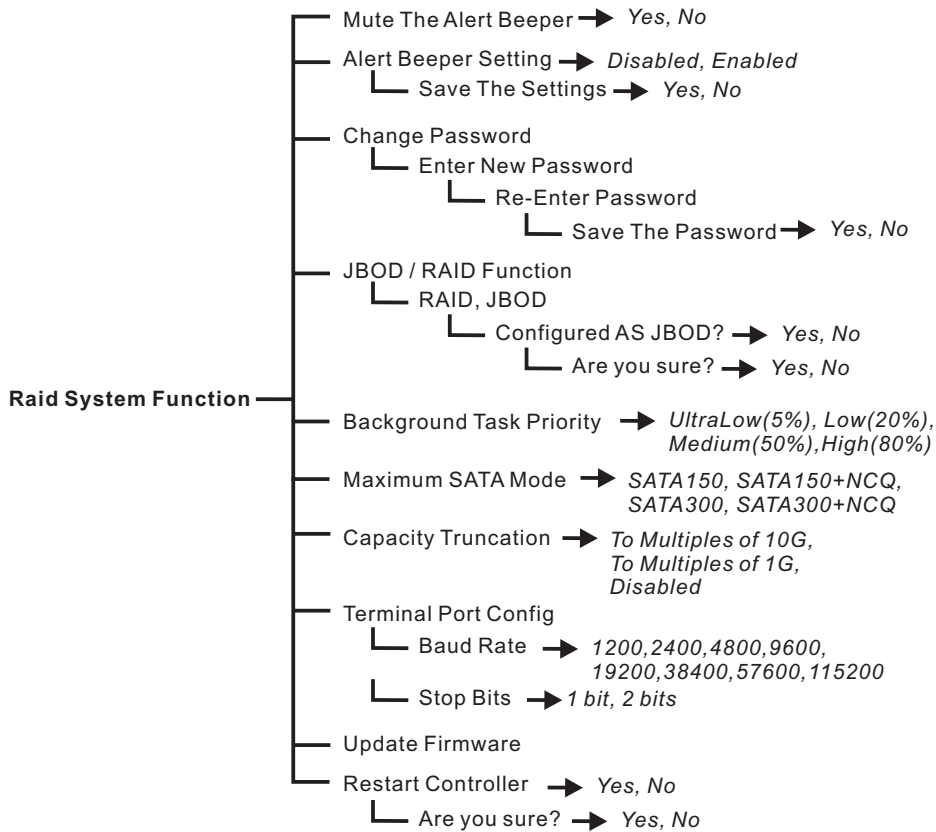 Mute The Alert Beeper Yes, No
Alert Beeper Setting Disabled, Enabled
Save The Settings Yes, No
Change Password
Enter New Password
Re-Enter Password
Save The Password Yes, No
JBOD / RAID Function
RAID, JBOD
Configured AS JBOD? Yes, No
Are you sure? Yes, No
Raid System Function
Background Task Priority UltraLow(5%), Low(20%),
Medium(50%),High(80%)
Maximum SATA Mode SATA150, SATA150+NCQ,
SATA300, SATA300+NCQ
Capacity Truncation To Multiples of 10G,
To Multiples of 1G,
Disabled
Terminal Port Config
Baud Rate 1200,2400,4800,9600,
19200,38400,57600,115200
Stop Bits 1 bit, 2 bits
Update Firmware
Restart Controller Yes, No
Are you sure? Yes, No